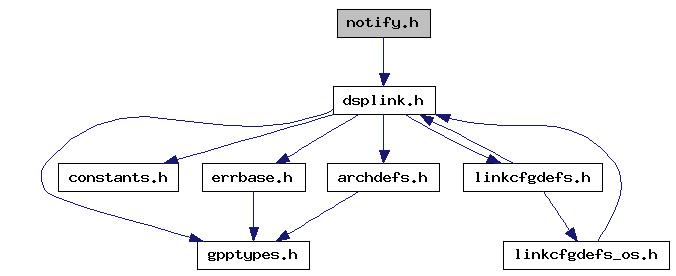 notify.h
dsplink.h
constants.h
errbase.h
archdefs.h
linkcfgdefs.h
gpptypes.h
linkcfgdefs_os.h